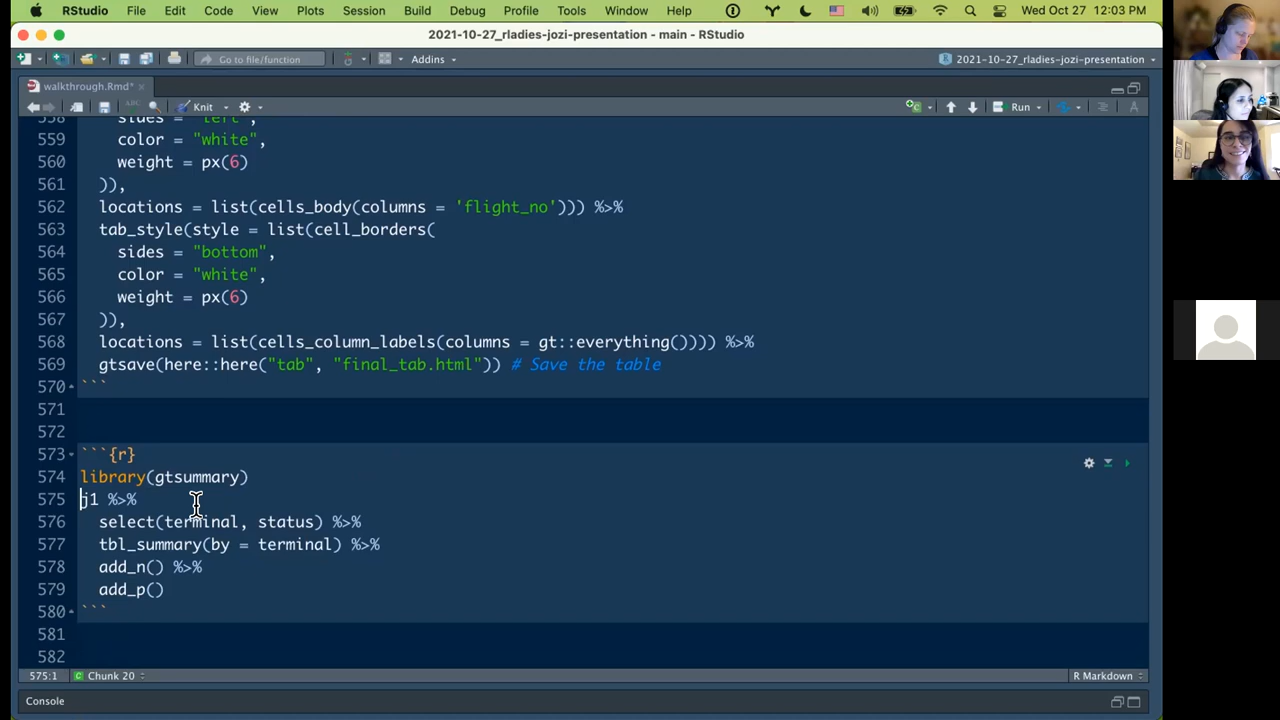 RStudio File Edit Code View Plots Session Build Debug Profile Tools Window Help Wed Oct 27 12:03 PM
2021-10-27_rladies-jozi-presentation - main - RStudio
Go to file/function Addins 2021-10-27_rladies-jozi-presentation
walkthrough.Rmd*
Knit Run
558 sides = "left",
559 color = "white",
560 weight = px(6)
561 )),
562 locations = list(cells_body(columns = 'flight_no'))) %>%
563 tab_style(style = list(cell_borders(
564 sides = "bottom",
565 color = "white",
566 weight = px(6)
567 )),
568 locations = list(cells_column_labels(columns = gt::everything()))) %>%
569 gtsave(here::here("tab", "final_tab.html")) # Save the table
570 ```
571
572
573 ```{r}
574 library(gtsummary)
575 j1 %>%
576 select(terminal, status) %>%
577 tbl_summary(by = terminal) %>%
578 add_n() %>%
579 add_p()
580 ```
581
582
575:1 Chunk 20 R Markdown
Console